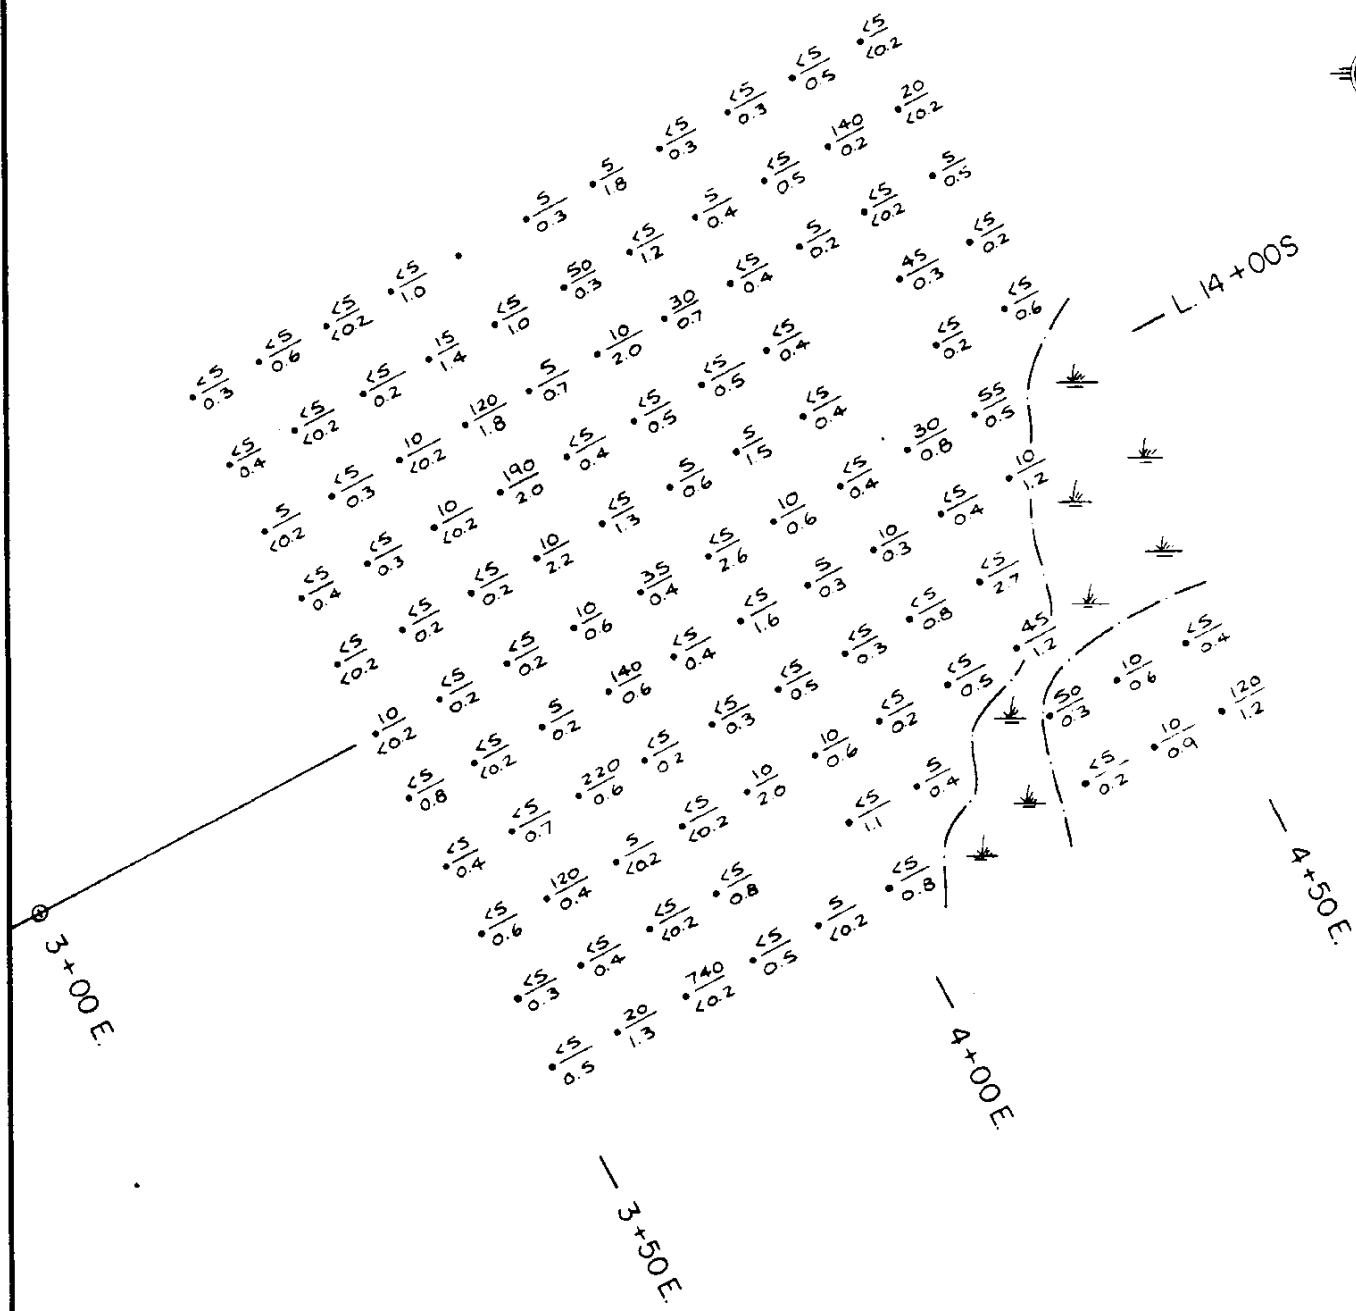 <5/0.3 <5/0.6 <5/<0.2 <5/1.0 5/0.3 5/1.8 <5/0.3 <5/0.3 <5/0.5 <5/<0.2
<5/0.4 <5/<0.2 <5/0.2 15/1.4 <5/1.0 50/0.3 <5/1.2 5/0.4 <5/0.5 140/0.2 20/<0.2
5/<0.2 <5/0.3 10/<0.2 120/1.8 5/0.7 10/2.0 30/0.7 <5/0.4 5/0.2 <5/<0.2 5/0.5
<5/0.4 <5/0.3 10/<0.2 190/2.0 <5/0.4 <5/0.5 <5/0.5 <5/0.4 45/0.3 <5/0.2
<5/<0.2 <5/0.2 <5/0.2 10/2.2 <5/1.3 5/0.6 5/1.5 <5/0.4 <5/0.2 <5/0.6
10/<0.2 <5/0.2 <5/0.2 10/0.6 35/0.4 <5/2.6 10/0.6 <5/0.4 30/0.8 55/0.5
L.14+00S
<5/0.8 <5/<0.2 5/0.2 140/0.6 <5/0.4 <5/1.6 5/0.3 10/0.3 <5/0.4 10/1.2
<5/0.4 <5/0.7 220/0.6 <5/0.2 <5/0.3 <5/0.5 <5/0.3 <5/0.8 <5/2.7
<5/0.6 120/0.4 5/<0.2 <5/<0.2 10/2.0 10/0.6 <5/0.2 <5/0.5 45/1.2
<5/0.3 <5/0.4 <5/<0.2 <5/0.8 <5/1.1 5/0.4 50/0.3 10/0.6 <5/0.4
<5/0.5 20/1.3 740/<0.2 <5/0.5 5/<0.2 <5/0.8 <5/0.2 10/0.9 120/1.2
3+00E.
3+50E.
4+00E.
4+50E.